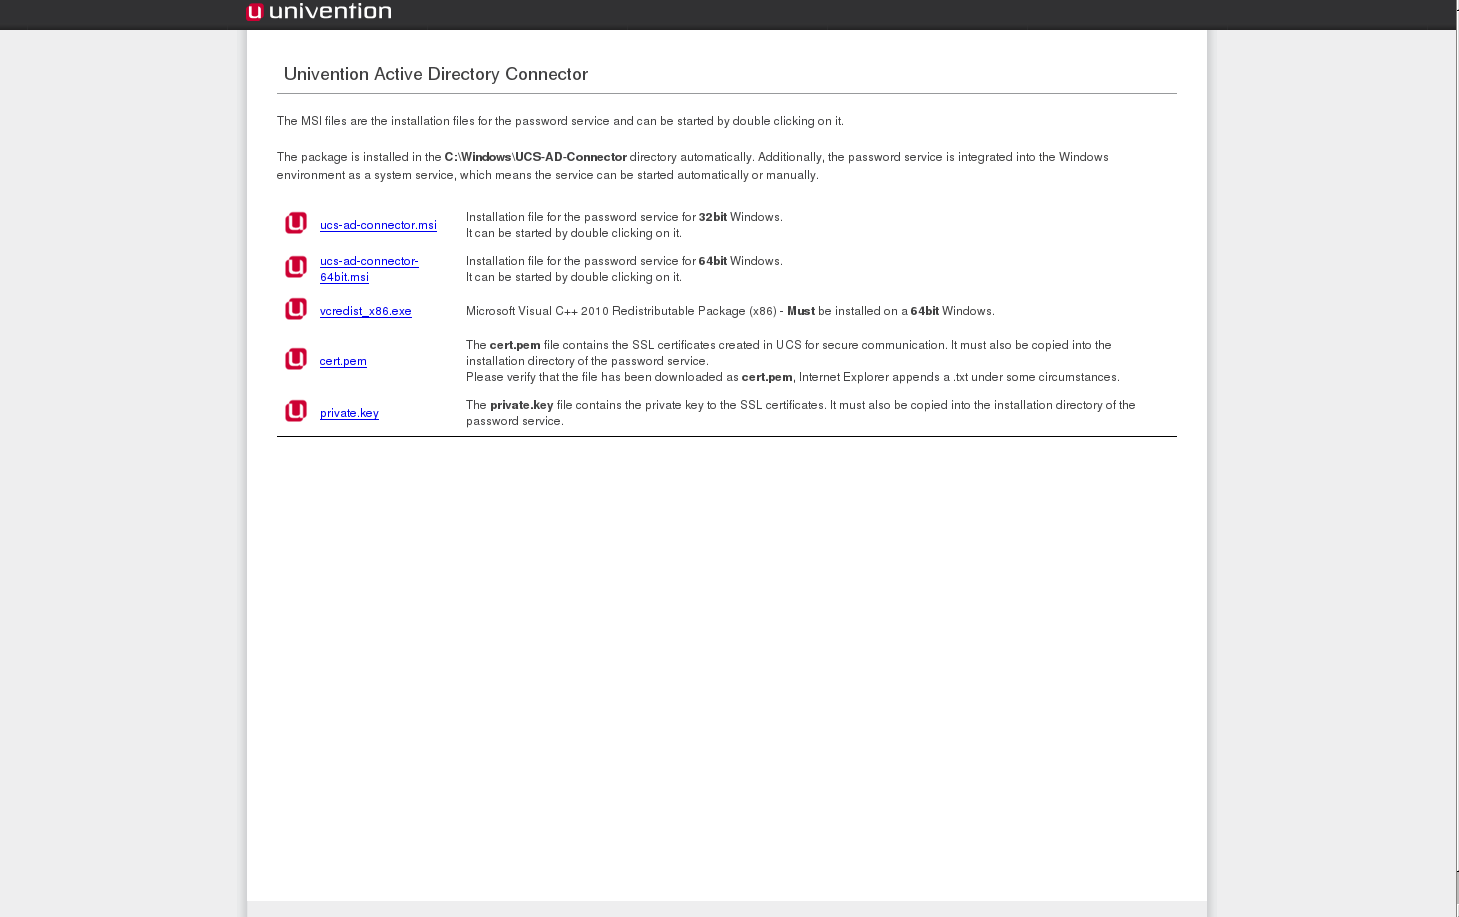 univention
Univention Active Directory Connector
The MSI files are the installation files for the password service and can be started by double clicking on it.
The package is installed in the C:\Windows\UCS-AD-Connector directory automatically. Additionally, the password service is integrated into the Windows
environment as a system service, which means the service can be started automatically or manually.
ucs-ad-connector.msi
Installation file for the password service for 32bit Windows.
It can be started by double clicking on it.
ucs-ad-connector-
64bit.msi
Installation file for the password service for 64bit Windows.
It can be started by double clicking on it.
vcredist_x86.exe
Microsoft Visual C++ 2010 Redistributable Package (x86) - Must be installed on a 64bit Windows.
cert.pem
The cert.pem file contains the SSL certificates created in UCS for secure communication. It must also be copied into the
installation directory of the password service.
Please verify that the file has been downloaded as cert.pem, Internet Explorer appends a .txt under some circumstances.
private.key
The private.key file contains the private key to the SSL certificates. It must also be copied into the installation directory of the
password service.